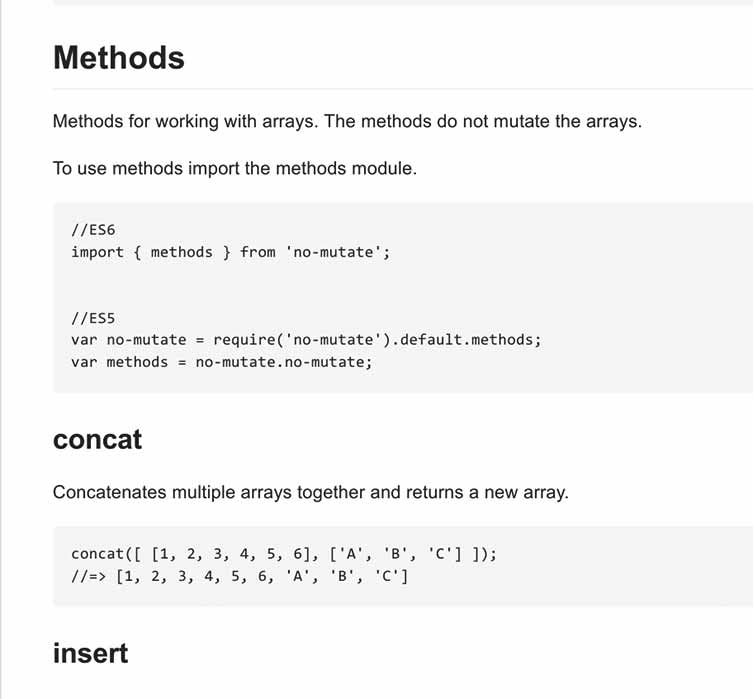 Methods
Methods for working with arrays. The methods do not mutate the arrays.
To use methods import the methods module.
//ES6
import { methods } from 'no-mutate';
//ES5
var no-mutate = require('no-mutate').default.methods;
var methods = no-mutate.no-mutate;
concat
Concatenates multiple arrays together and returns a new array.
concat([ [1, 2, 3, 4, 5, 6], ['A', 'B', 'C'] ]);
//=> [1, 2, 3, 4, 5, 6, 'A', 'B', 'C']
insert